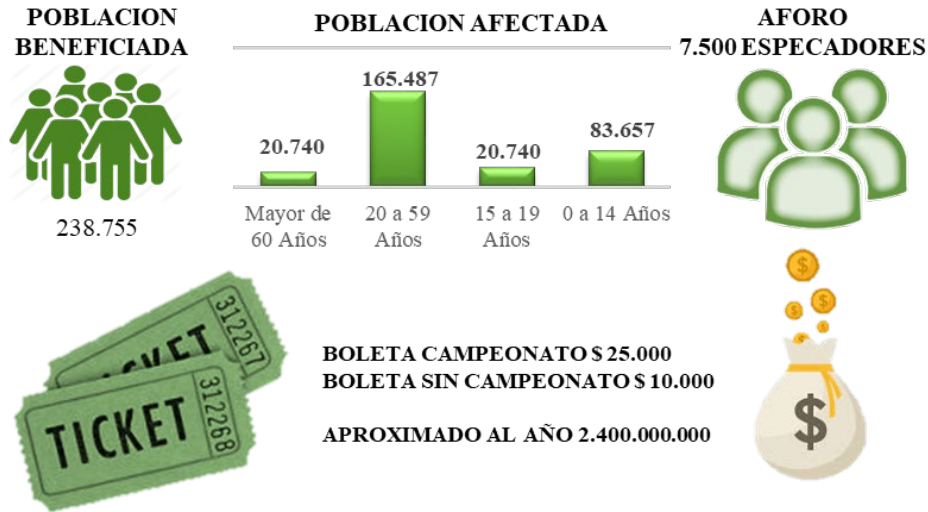 POBLACION
BENEFICIADA
238.755
POBLACION AFECTADA
20.740
165.487
20.740
83.657
Mayor de
60 Años
20 a 59
Años
15 a 19
Años
0 a 14 Años
AFORO
7.500 ESPECADORES
TICKET
312267
TICKET
312268
BOLETA CAMPEONATO $ 25.000
BOLETA SIN CAMPEONATO $ 10.000
APROXIMADO AL AÑO 2.400.000.000
$
$
$
$